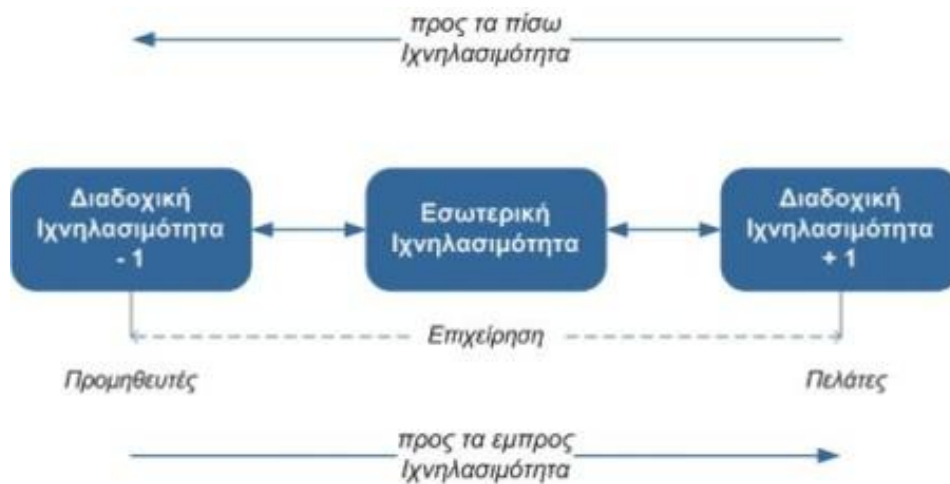 προς τα πίσω
Ιχνηλασιμότητα
Διαδοχική
Ιχνηλασιμότητα
- 1
Εσωτερική
Ιχνηλασιμότητα
Διαδοχική
Ιχνηλασιμότητα
+ 1
Επιχείρηση
Προμηθευτές
Πελάτες
προς τα εμπρος
Ιχνηλασιμότητα